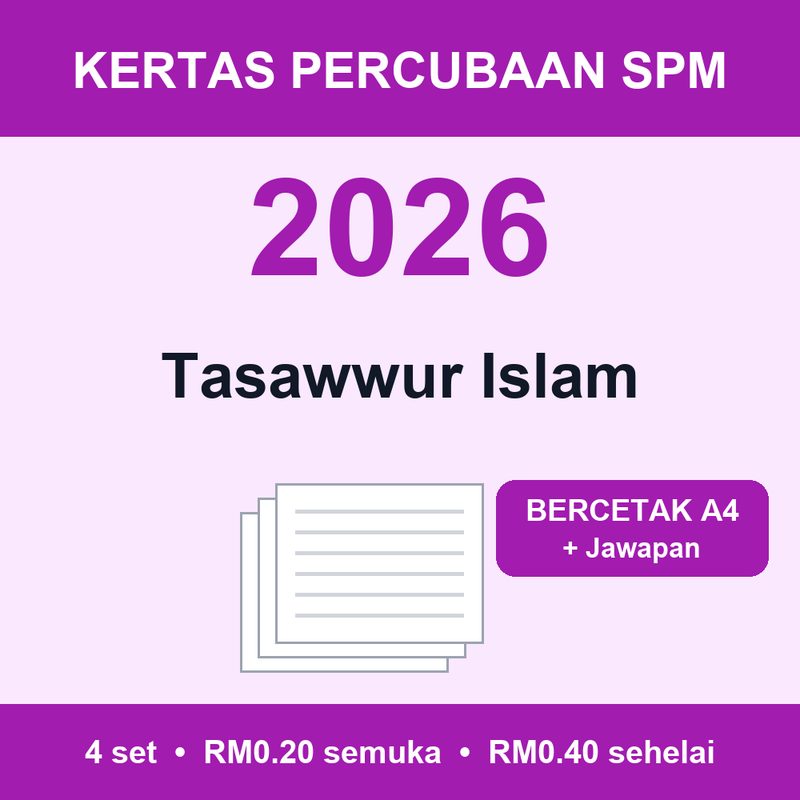 KERTAS PERCUBAAN SPM
2026
Tasawwur Islam
BERCETAK A4
+ Jawapan
4 set • RM0.20 semuka • RM0.40 sehelai